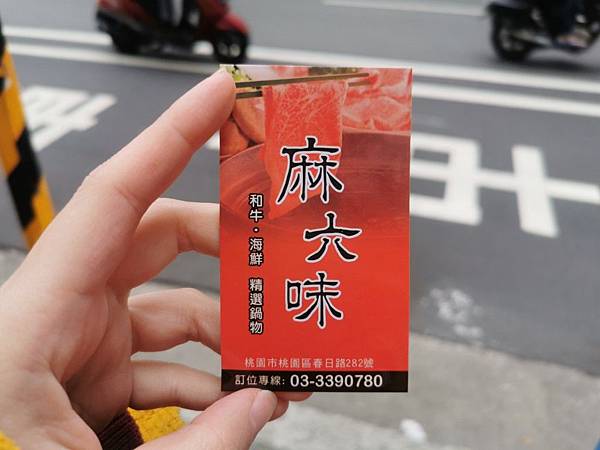 麻六味
和牛・海鮮 精選鍋物
桃園市桃園區春日路282號
訂位專線: 03-3390780